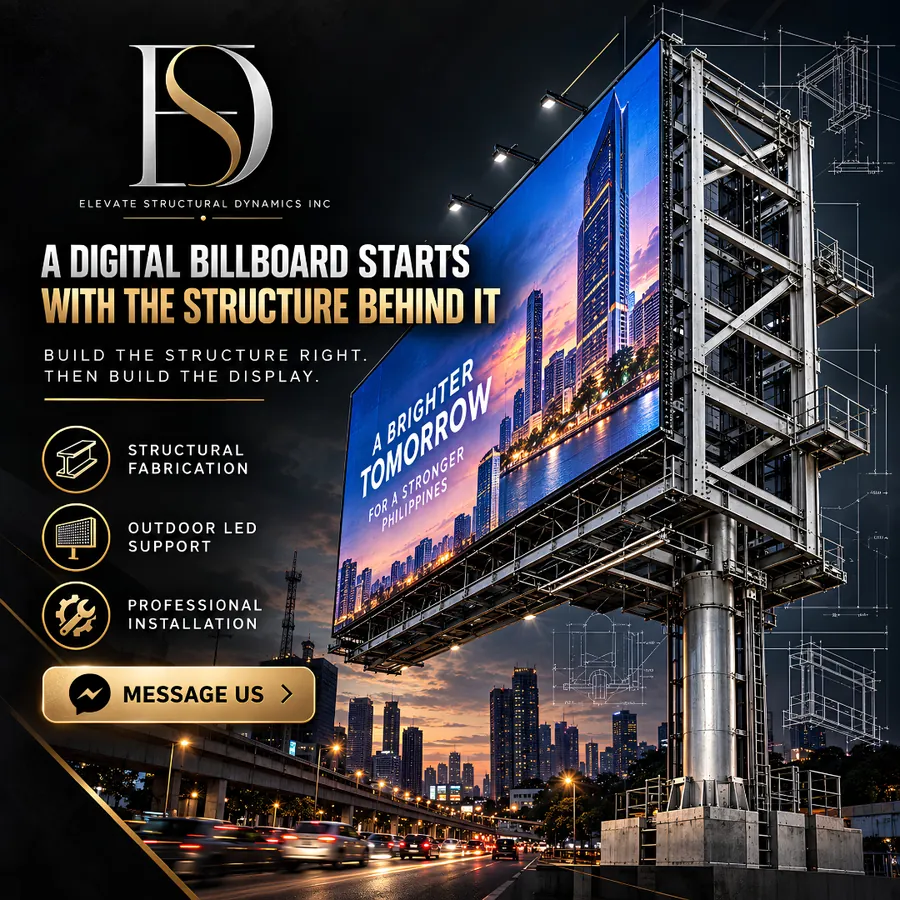 ESD
ELEVATE STRUCTURAL DYNAMICS INC
A DIGITAL BILLBOARD STARTS
WITH THE STRUCTURE BEHIND IT
BUILD THE STRUCTURE RIGHT.
THEN BUILD THE DISPLAY.
STRUCTURAL
FABRICATION
OUTDOOR LED
SUPPORT
PROFESSIONAL
INSTALLATION
MESSAGE US
A BRIGHTER
TOMORROW
FOR A STRONGER
PHILIPPINES